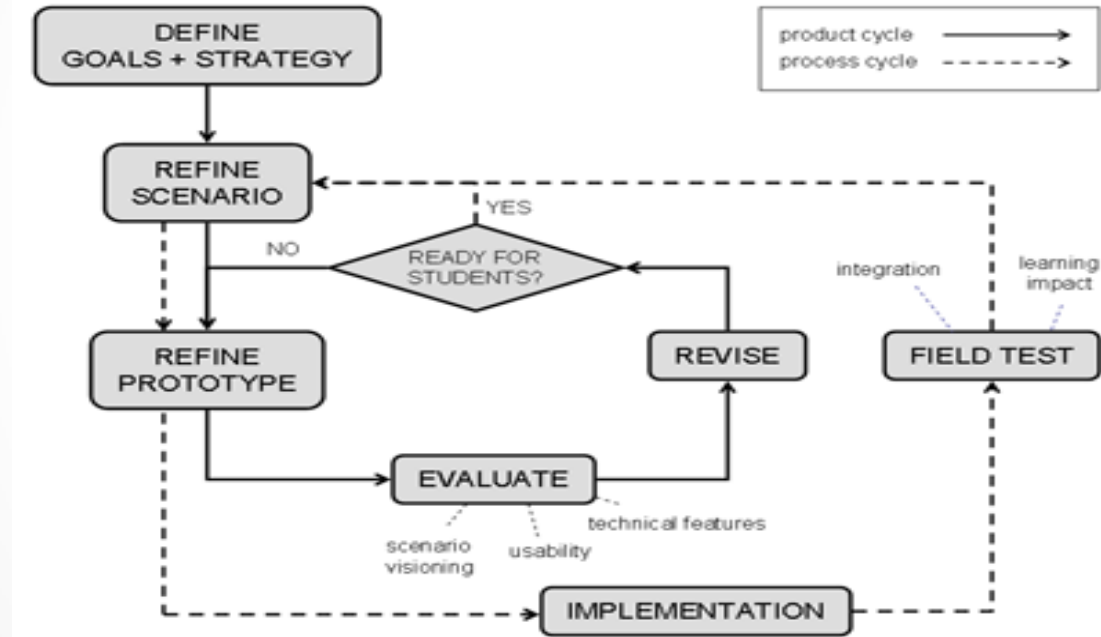 DEFINE
GOALS + STRATEGY
product cycle
process cycle
REFINE
SCENARIO
YES
NO
READY FOR
STUDENTS?
integration
learning
impact
REFINE
PROTOTYPE
REVISE
FIELD TEST
EVALUATE
technical features
scenario
visioning
usability
IMPLEMENTATION